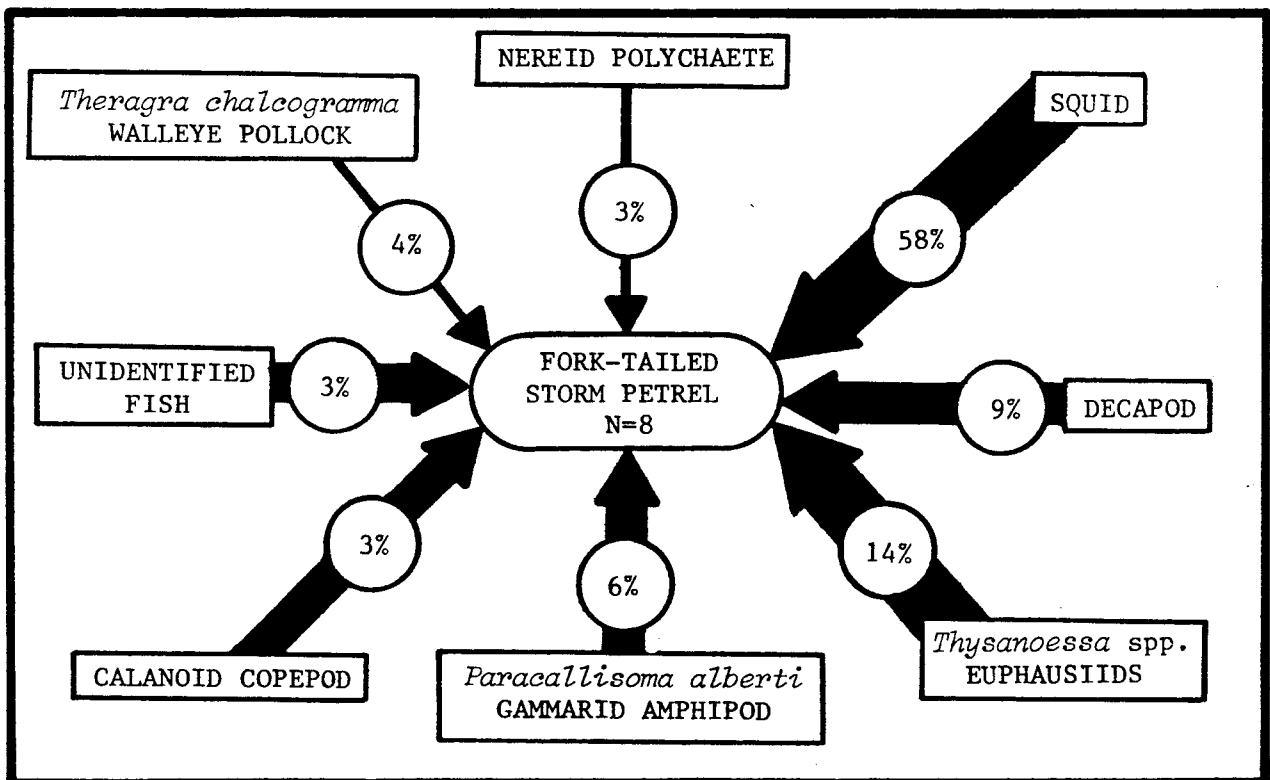 NEREID POLYCHAETE
Theragra chalcogramma
WALLEYE POLLOCK
SQUID
3%
4%
58%
UNIDENTIFIED
FISH
3%
FORK-TAILED
STORM PETREL
N=8
9%
DECAPOD
3%
6%
14%
CALANOID COPEPOD
Paracallisoma alberti
GAMMARID AMPHIPOD
Thysanoessa spp.
EUPHAUSIIDS